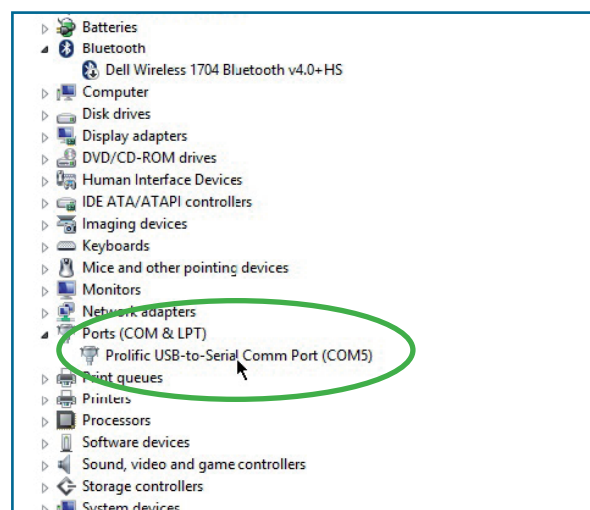 Batteries
Bluetooth
Dell Wireless 1704 Bluetooth v4.0+HS
Computer
Disk drives
Display adapters
DVD/CD-ROM drives
Human Interface Devices
IDE ATA/ATAPI controllers
Imaging devices
Keyboards
Mice and other pointing devices
Monitors
Network adapters
Ports (COM & LPT)
Prolific USB-to-Serial Comm Port (COM5)
Print queues
Printers
Processors
Software devices
Sound, video and game controllers
Storage controllers
System devices